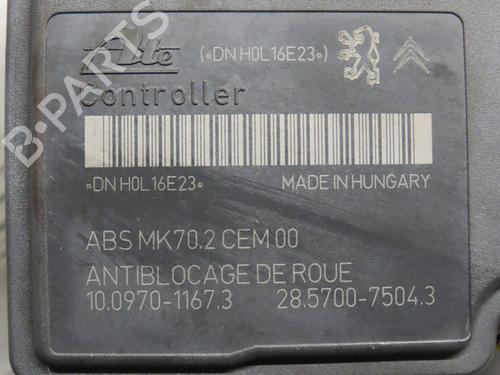 Ate (•DN H0L16E23•)
Controller
•DN H0L16E23• MADE IN HUNGARY
ABS MK70.2 CEM 00
ANTIBLOCAGE DE ROUE
10.0970-1167.3 28.5700-7504.3
B-PARTS